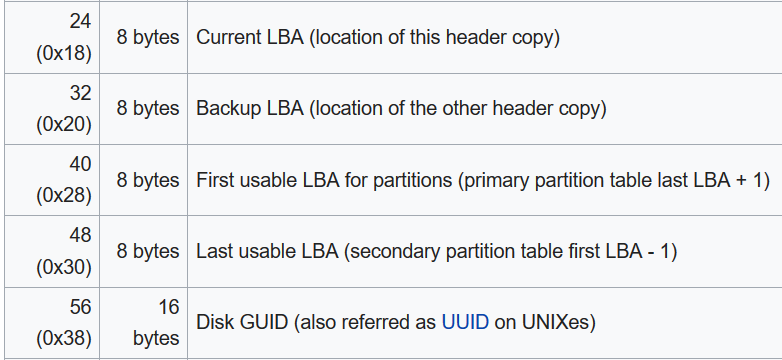 24
(0x18)
8 bytes
Current LBA (location of this header copy)
32
(0x20)
8 bytes
Backup LBA (location of the other header copy)
40
(0x28)
8 bytes
First usable LBA for partitions (primary partition table last LBA + 1)
48
(0x30)
8 bytes
Last usable LBA (secondary partition table first LBA - 1)
56
(0x38)
16
bytes
Disk GUID (also referred as UUID on UNIXes)